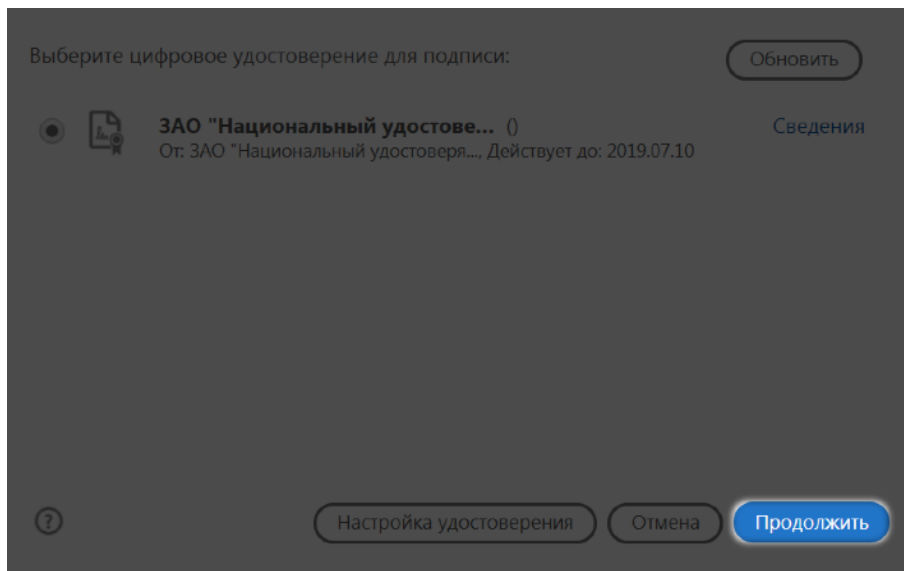 Выберите цифровое удостоверение для подписи:
Обновить
ЗАО "Национальный удостове... ()
Сведения
От: ЗАО "Национальный удостоверя..., Действует до: 2019.07.10
?
Настройка удостоверения
Отмена
Продолжить